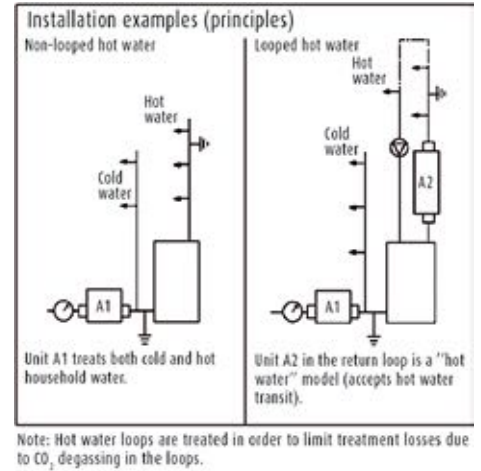 Installation examples (principles)
Non-looped hot water
Hot
water
Cold
water
A1
Unit A1 treats both cold and hot
household water.
Looped hot water
Hot
water
Cold
water
A2
A1
Unit A2 in the return loop is a "hot
water" model (accepts hot water
transit).
Note: Hot water loops are treated in order to limit treatment losses due
to CO₂ degassing in the loops.